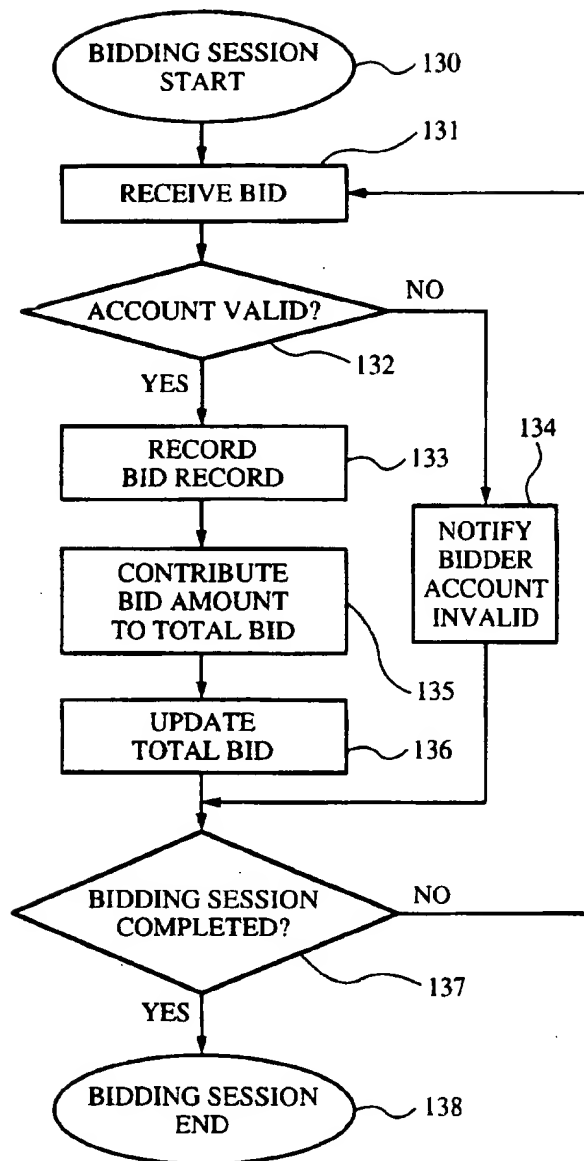 BIDDING SESSION
START
130
131
RECEIVE BID
ACCOUNT VALID?
NO
132
YES
RECORD
BID RECORD
133
134
NOTIFY
BIDDER
ACCOUNT
INVALID
CONTRIBUTE
BID AMOUNT
TO TOTAL BID
135
UPDATE
TOTAL BID
136
BIDDING SESSION
COMPLETED?
NO
137
YES
BIDDING SESSION
END
138